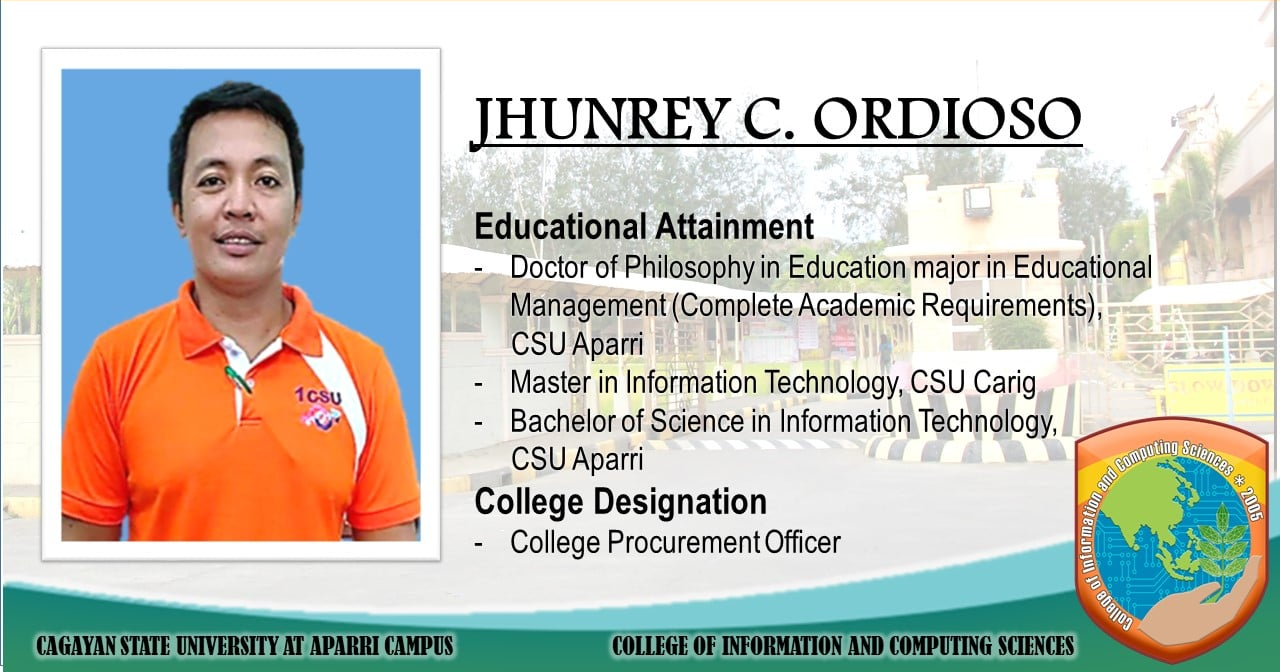 JHUNREY C. ORDIOSO
Educational Attainment
- Doctor of Philosophy in Education major in Educational
Management (Complete Academic Requirements),
CSU Aparri
- Master in Information Technology, CSU Carig
- Bachelor of Science in Information Technology,
CSU Aparri
College Designation
- College Procurement Officer
1CSU
College of Information and Computing Sciences * 2005
CAGAYAN STATE UNIVERSITY AT APARRI CAMPUS
COLLEGE OF INFORMATION AND COMPUTING SCIENCES